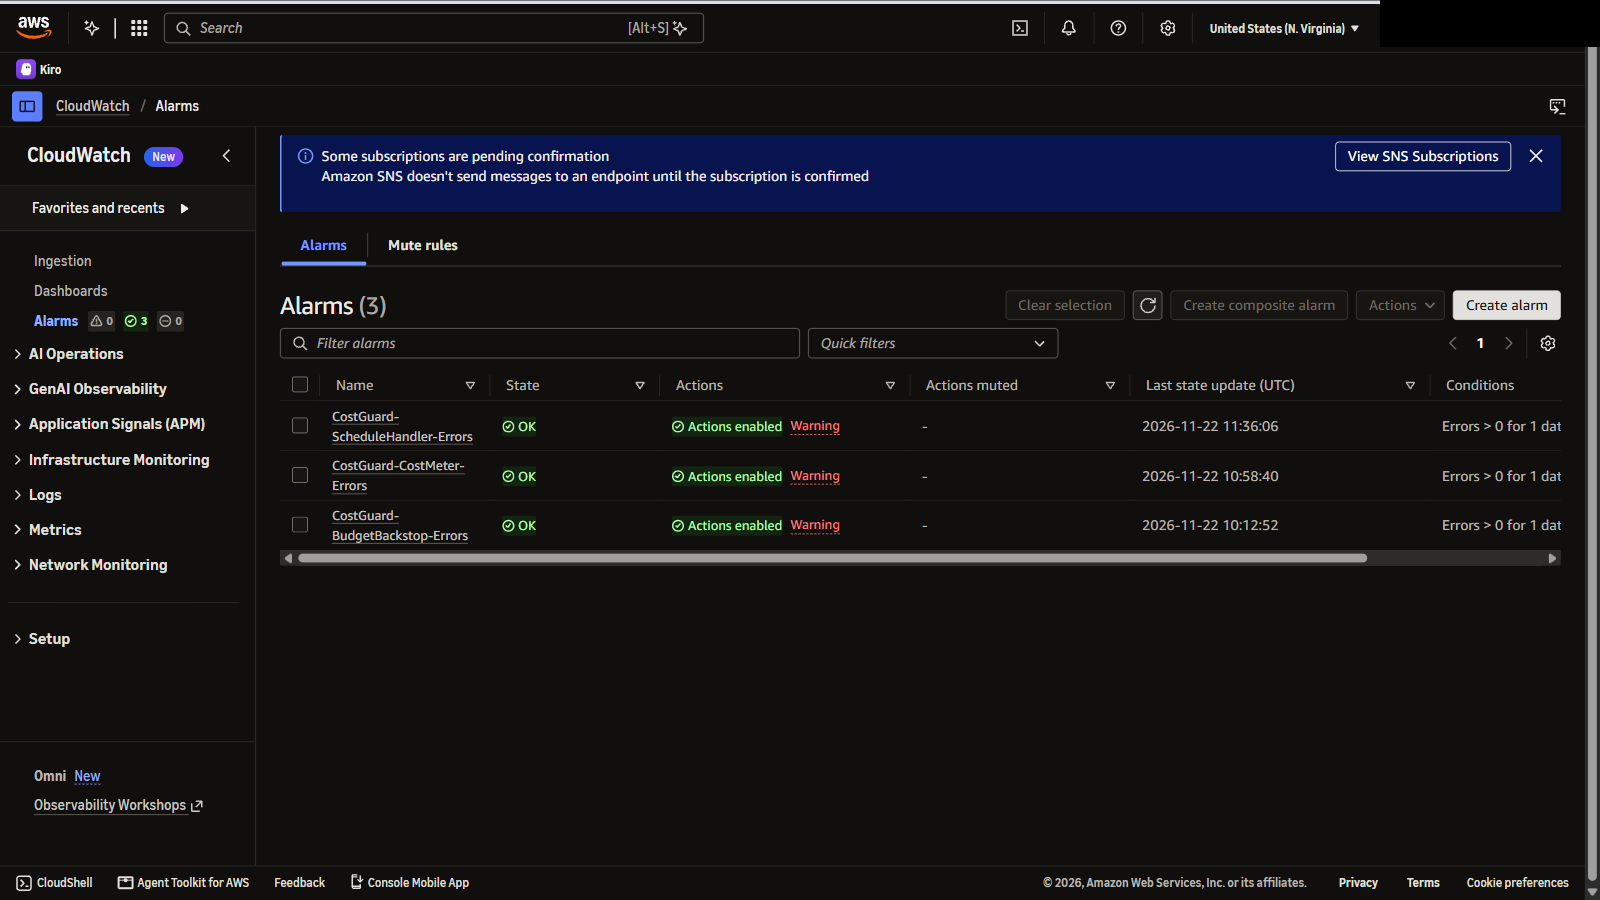 aws
Search [Alt+S]
United States (N. Virginia)
Kiro
CloudWatch / Alarms
CloudWatch New
Favorites and recents
Ingestion
Dashboards
Alarms 0 3 0
AI Operations
GenAI Observability
Application Signals (APM)
Infrastructure Monitoring
Logs
Metrics
Network Monitoring
Setup
Omni New
Observability Workshops
Some subscriptions are pending confirmation
Amazon SNS doesn't send messages to an endpoint until the subscription is confirmed
View SNS Subscriptions
Alarms Mute rules
Alarms (3)
Clear selection Create composite alarm Actions Create alarm
Filter alarms Quick filters 1
Name State Actions Actions muted Last state update (UTC) Conditions
CostGuard-
ScheduleHandler-Errors OK Actions enabled Warning - 2026-11-22 11:36:06 Errors > 0 for 1 dat
CostGuard-CostMeter-
Errors OK Actions enabled Warning - 2026-11-22 10:58:40 Errors > 0 for 1 dat
CostGuard-
BudgetBackstop-Errors OK Actions enabled Warning - 2026-11-22 10:12:52 Errors > 0 for 1 dat
CloudShell Agent Toolkit for AWS Feedback Console Mobile App © 2026, Amazon Web Services, Inc. or its affiliates. Privacy Terms Cookie preferences